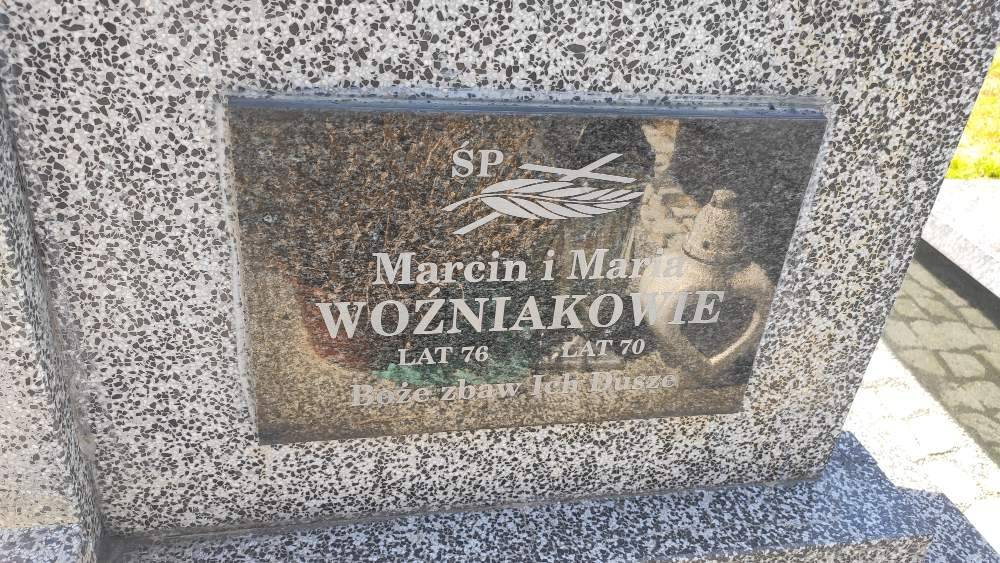 ŚP
Marcin i Maria
WOŹNIAKOWIE
LAT 76 LAT 70
Boże zbaw Ich Dusze